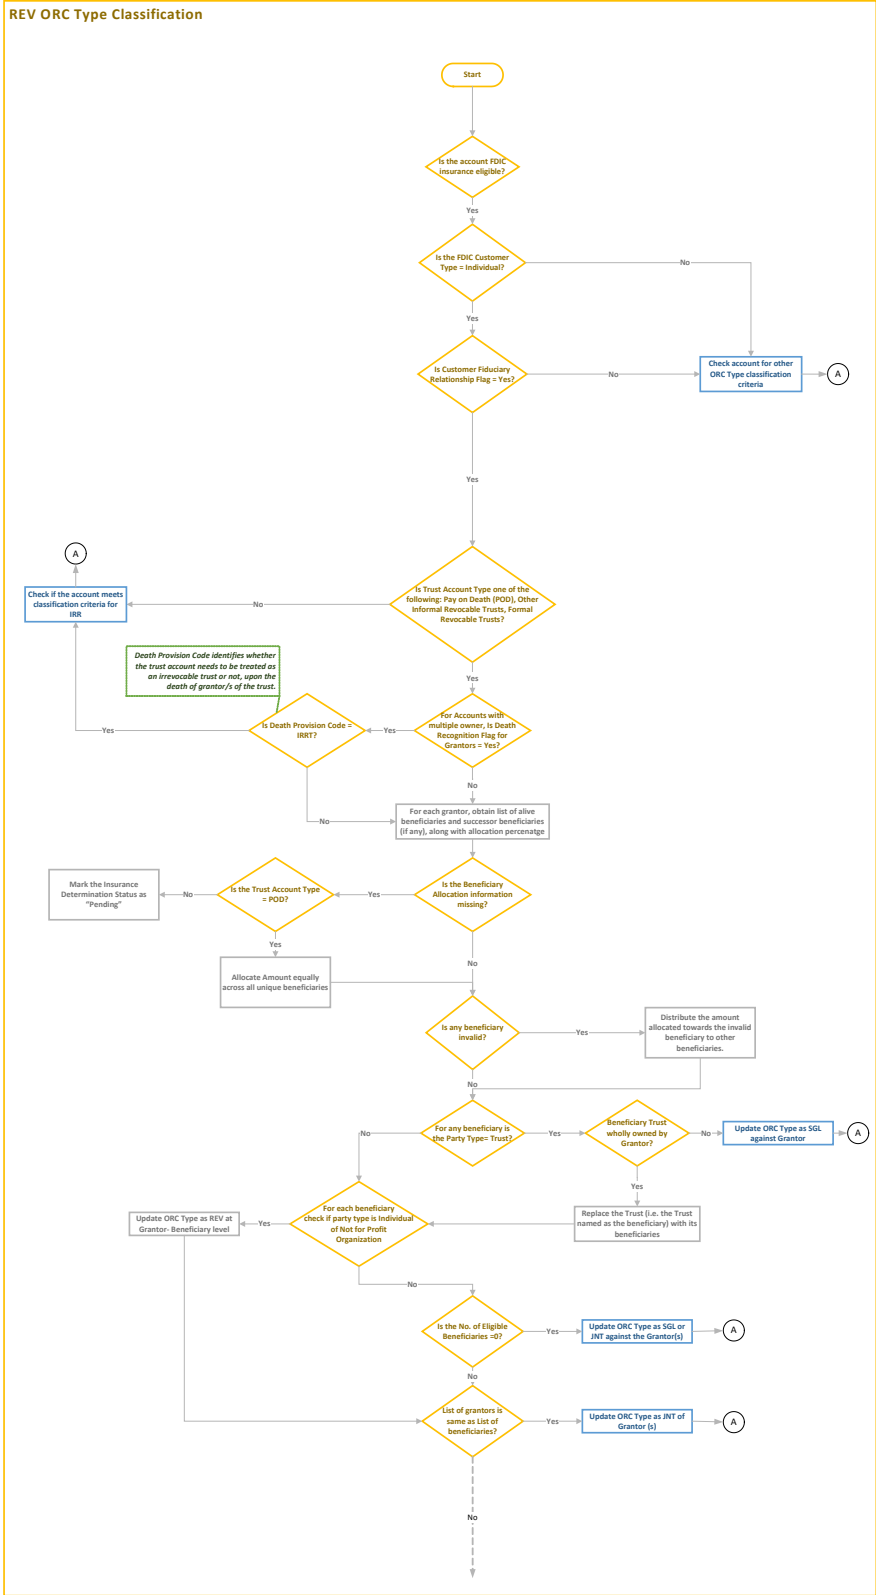 REV ORC Type Classification
Start
Is the account FDIC
insurance eligible?
Yes
Is the FDIC Customer
Type = Individual?
No
Yes
Is Customer Fiduciary
Relationship Flag = Yes?
No
Check account for other
ORC Type classification
criteria
A
Yes
A
Check if the account meets
classification criteria for
IRR
No
Is Trust Account Type one of the
following: Pay on Death (POD), Other
Informal Revocable Trusts, Formal
Revocable Trusts?
Death Provision Code identifies whether
the trust account needs to be treated as
an irrevocable trust or not, upon the
death of grantor/s of the trust.
Yes
Yes
Is Death Provision Code =
IRRT?
Yes
For Accounts with
multiple owner, Is Death
Recognition Flag for
Grantors = Yes?
No
No
For each grantor, obtain list of alive
beneficiaries and successor beneficiaries
(if any), along with allocation percenatge
Mark the Insurance
Determination Status as
"Pending"
No
Is the Trust Account Type
= POD?
Yes
Is the Beneficiary
Allocation information
missing?
Yes
No
Allocate Amount equally
across all unique beneficiaries
Is any beneficiary
invalid?
Yes
Distribute the amount
allocated towards the invalid
beneficiary to other
beneficiaries.
No
No
For any beneficiary is
the Party Type= Trust?
Yes
Beneficiary Trust
wholly owned by
Grantor?
No
Update ORC Type as SGL
against Grantor
A
Yes
Update ORC Type as REV at
Grantor- Beneficiary level
Yes
For each beneficiary
check if party type is Individual
of Not for Profit
Organization
Replace the Trust (i.e. the Trust
named as the beneficiary) with its
beneficiaries
No
Is the No. of Eligible
Beneficiaries =0?
Yes
Update ORC Type as SGL or
JNT against the Grantor(s)
A
No
List of grantors is
same as List of
beneficiaries?
Yes
Update ORC Type as JNT of
Grantor (s)
A
No